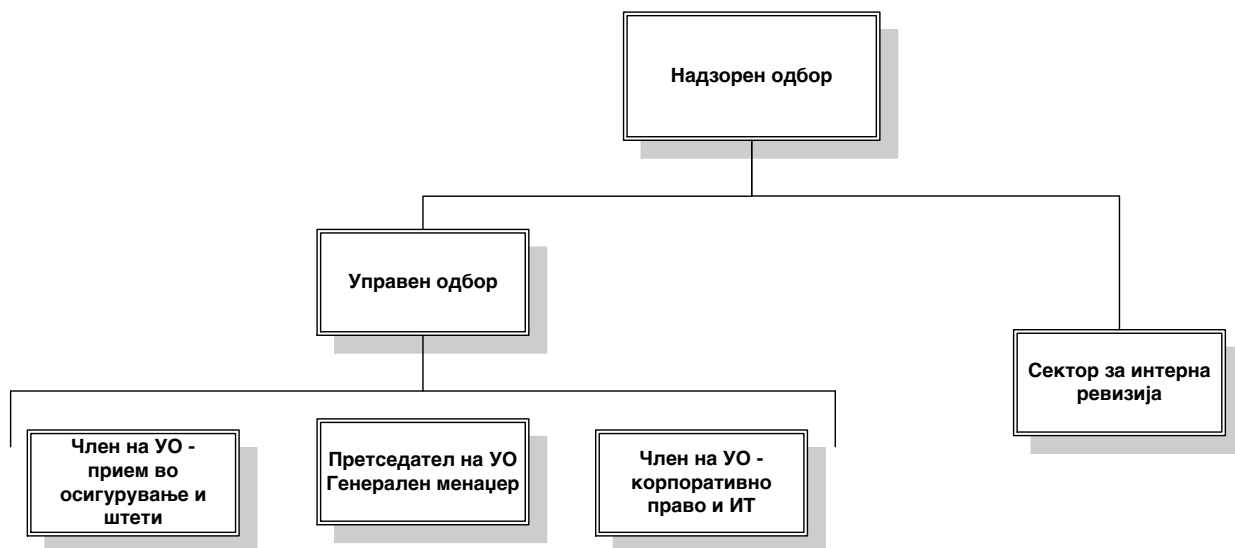 Надзорен одбор
Управен одбор
Сектор за интерна
ревизија
Член на УО -
прием во
осигурување и
штети
Претседател на УО
Генерален менаџер
Член на УО -
корпоративно
право и ИТ